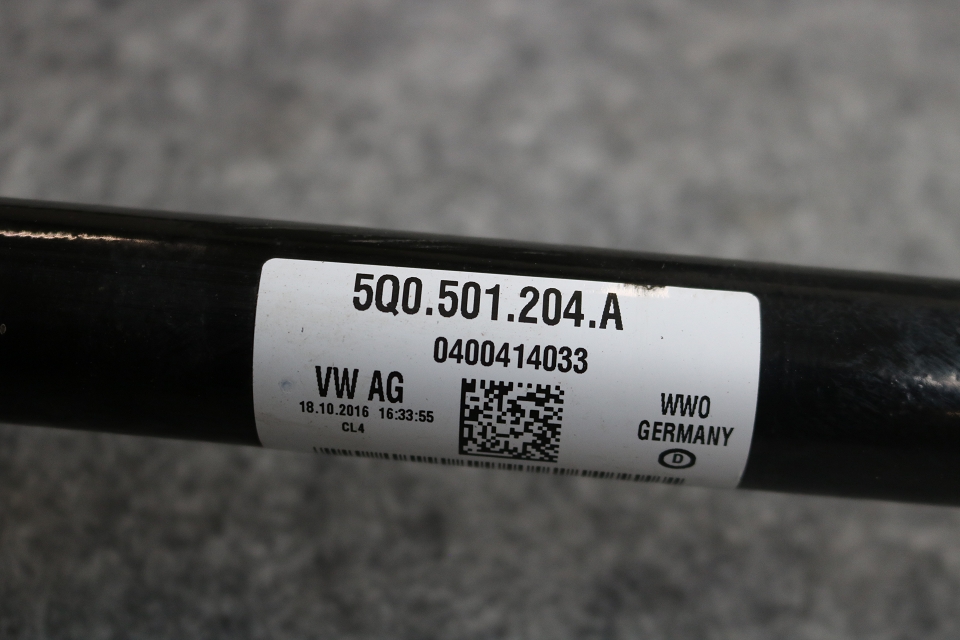 5Q0.501.204.A
0400414033
VW AG
18.10.2016 16:33:55
CL4
WWO
GERMANY
D